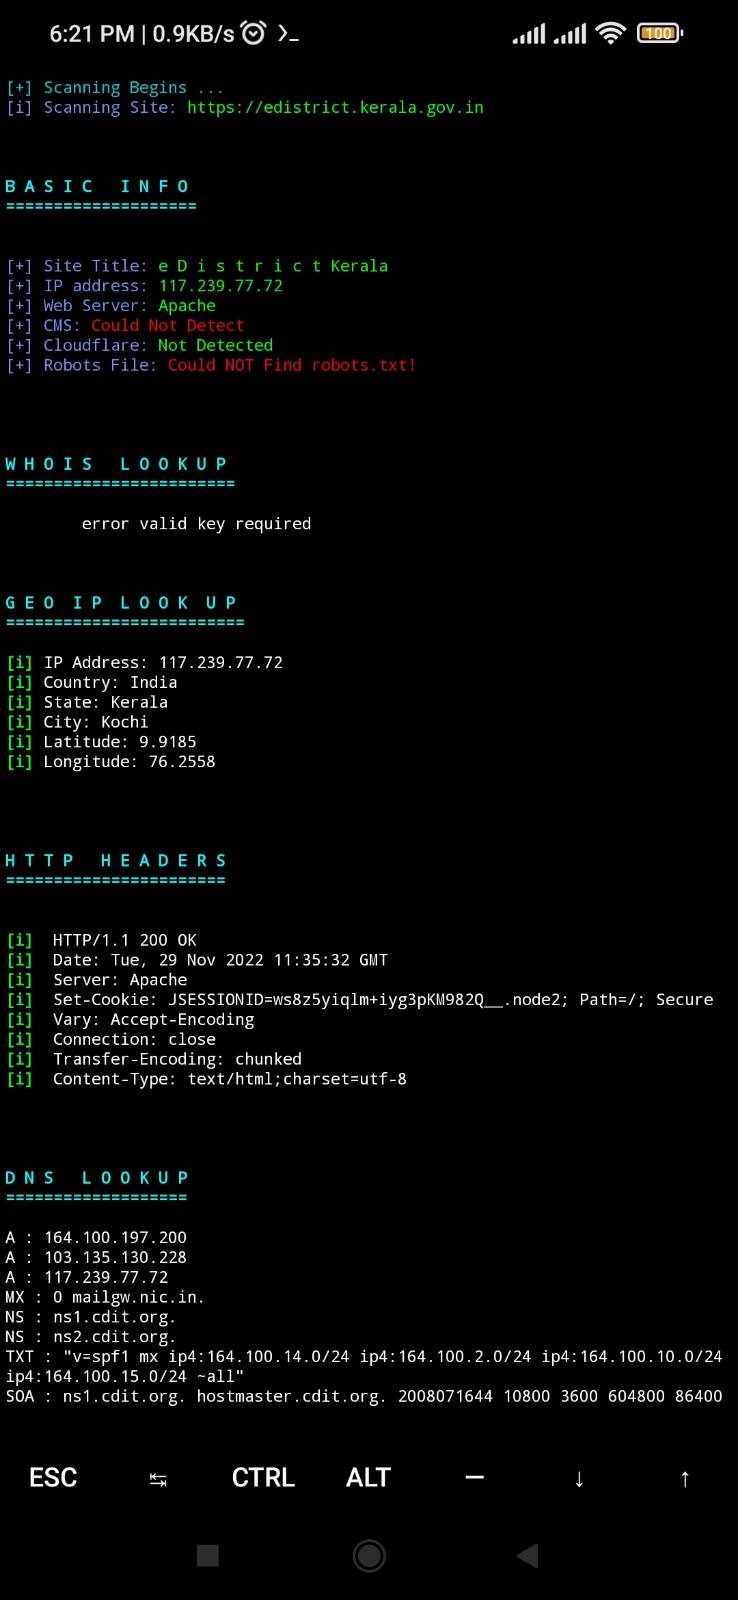 6:21 PM | 0.9KB/s
100
[+] Scanning Begins ...
[i] Scanning Site: https://edistrict.kerala.gov.in
B A S I C   I N F O
====================
[+] Site Title: e D i s t r i c t Kerala
[+] IP address: 117.239.77.72
[+] Web Server: Apache
[+] CMS: Could Not Detect
[+] Cloudflare: Not Detected
[+] Robots File: Could NOT Find robots.txt!
W H O I S   L O O K U P
========================
error valid key required
G E O  I P  L O O K  U P
=========================
[i] IP Address: 117.239.77.72
[i] Country: India
[i] State: Kerala
[i] City: Kochi
[i] Latitude: 9.9185
[i] Longitude: 76.2558
H T T P   H E A D E R S
=======================
[i]  HTTP/1.1 200 OK
[i]  Date: Tue, 29 Nov 2022 11:35:32 GMT
[i]  Server: Apache
[i]  Set-Cookie: JSESSIONID=ws8z5yiqlm+iyg3pKM982Q__.node2; Path=/; Secure
[i]  Vary: Accept-Encoding
[i]  Connection: close
[i]  Transfer-Encoding: chunked
[i]  Content-Type: text/html;charset=utf-8
D N S   L O O K U P
===================
A : 164.100.197.200
A : 103.135.130.228
A : 117.239.77.72
MX : 0 mailgw.nic.in.
NS : ns1.cdit.org.
NS : ns2.cdit.org.
TXT : "v=spf1 mx ip4:164.100.14.0/24 ip4:164.100.2.0/24 ip4:164.100.10.0/24
ip4:164.100.15.0/24 ~all"
SOA : ns1.cdit.org. hostmaster.cdit.org. 2008071644 10800 3600 604800 86400
ESC ↹ CTRL ALT — ↓ ↑